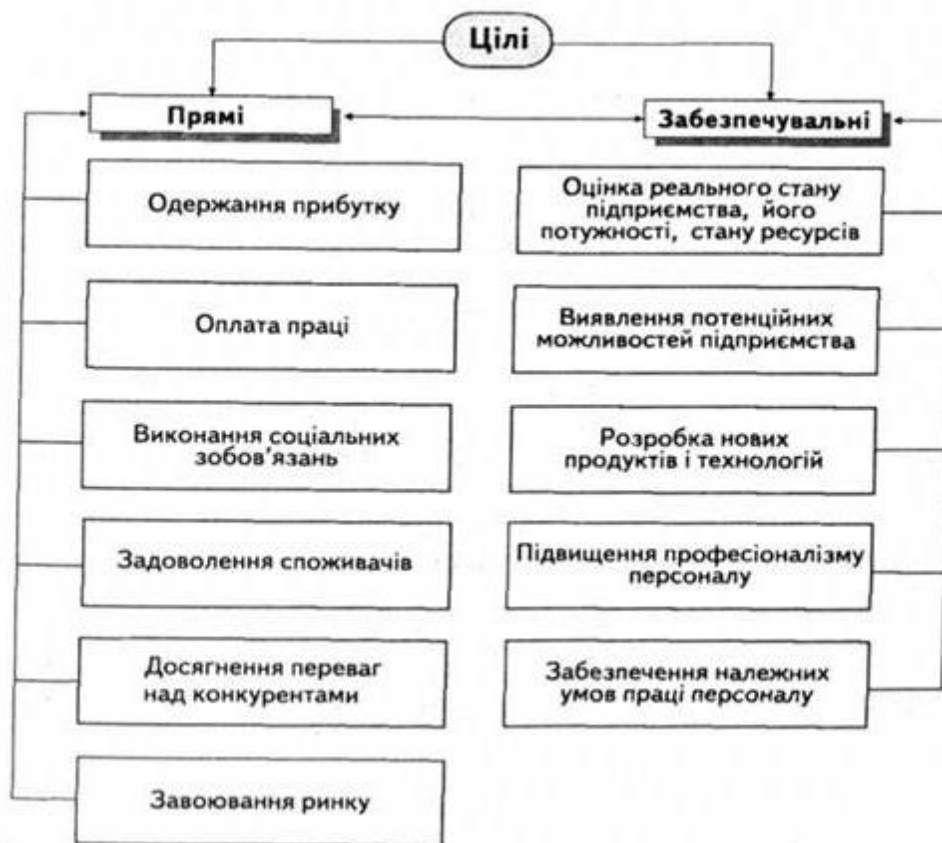 Цілі
Прямі
Забезпечувальні
Одержання прибутку
Оплата праці
Виконання соціальних
зобов’язань
Задоволення споживачів
Досягнення переваг
над конкурентами
Завоювання ринку
Оцінка реального стану
підприємства, його
потужності, стану ресурсів
Виявлення потенційних
можливостей підприємства
Розробка нових
продуктів і технологій
Підвищення професіоналізму
персоналу
Забезпечення належних
умов праці персоналу